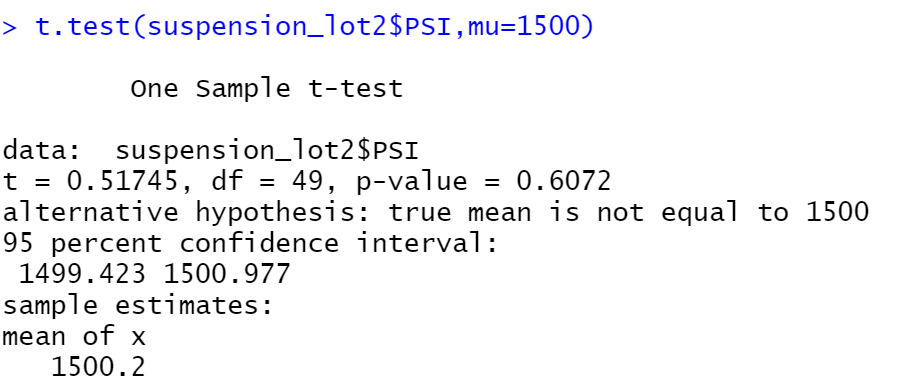 > t.test(suspension_lot2$PSI,mu=1500)
One Sample t-test
data:  suspension_lot2$PSI
t = 0.51745, df = 49, p-value = 0.6072
alternative hypothesis: true mean is not equal to 1500
95 percent confidence interval:
1499.423 1500.977
sample estimates:
mean of x
1500.2